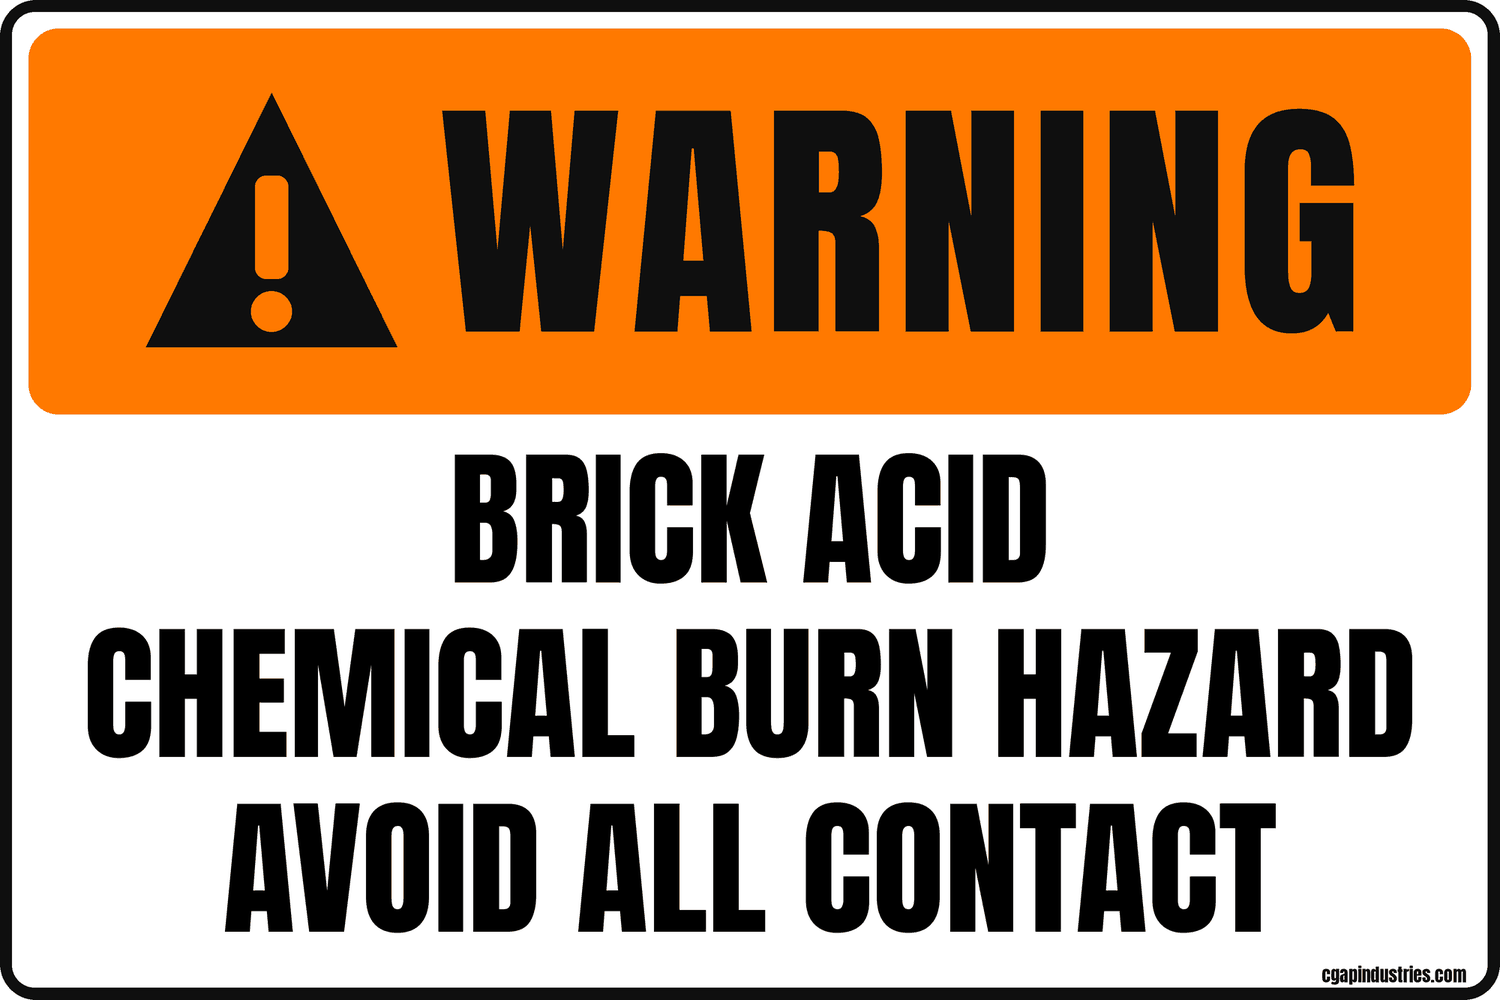 WARNING
BRICK ACID
CHEMICAL BURN HAZARD
AVOID ALL CONTACT
cgapindustries.com